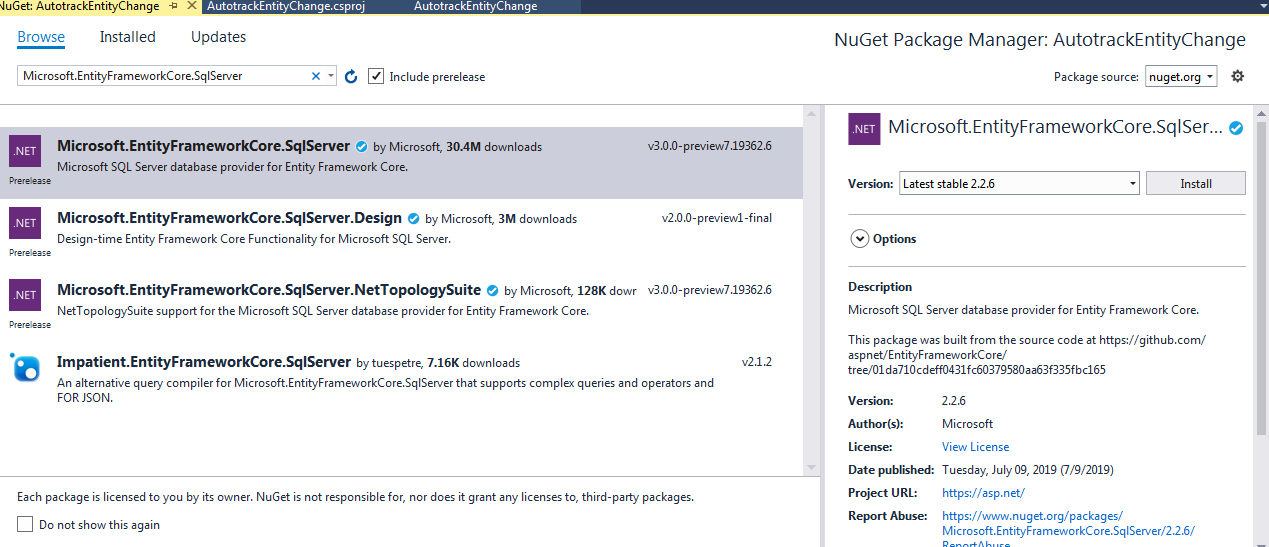 NuGet: AutotrackEntityChange
AutotrackEntityChange.csproj
AutotrackEntityChange
Browse
Installed
Updates
NuGet Package Manager: AutotrackEntityChange
Microsoft.EntityFrameworkCore.SqlServer
Include prerelease
Package source: nuget.org
.NET
Microsoft.EntityFrameworkCore.SqlServer by Microsoft, 30.4M downloads
v3.0.0-preview7.19362.6
Microsoft SQL Server database provider for Entity Framework Core.
Prerelease
.NET
Microsoft.EntityFrameworkCore.SqlServer.Design by Microsoft, 3M downloads
v2.0.0-preview1-final
Design-time Entity Framework Core Functionality for Microsoft SQL Server.
Prerelease
.NET
Microsoft.EntityFrameworkCore.SqlServer.NetTopologySuite by Microsoft, 128K dowr
v3.0.0-preview7.19362.6
NetTopologySuite support for the Microsoft SQL Server database provider for Entity Framework Core.
Prerelease
Impatient.EntityFrameworkCore.SqlServer by tuespetre, 7.16K downloads
v2.1.2
An alternative query compiler for Microsoft.EntityFrameworkCore.SqlServer that supports complex queries and operators and
FOR JSON.
Each package is licensed to you by its owner. NuGet is not responsible for, nor does it grant any licenses to, third-party packages.
Do not show this again
.NET
Microsoft.EntityFrameworkCore.SqlSer...
Version: Latest stable 2.2.6
Install
Options
Description
Microsoft SQL Server database provider for Entity Framework Core.
This package was built from the source code at https://github.com/
aspnet/EntityFrameworkCore/
tree/01da710cdeff0431fc60379580aa63f335fbc165
Version: 2.2.6
Author(s): Microsoft
License: View License
Date published: Tuesday, July 09, 2019 (7/9/2019)
Project URL: https://asp.net/
Report Abuse: https://www.nuget.org/packages/
Microsoft.EntityFrameworkCore.SqlServer/2.2.6/
ReportAbuse